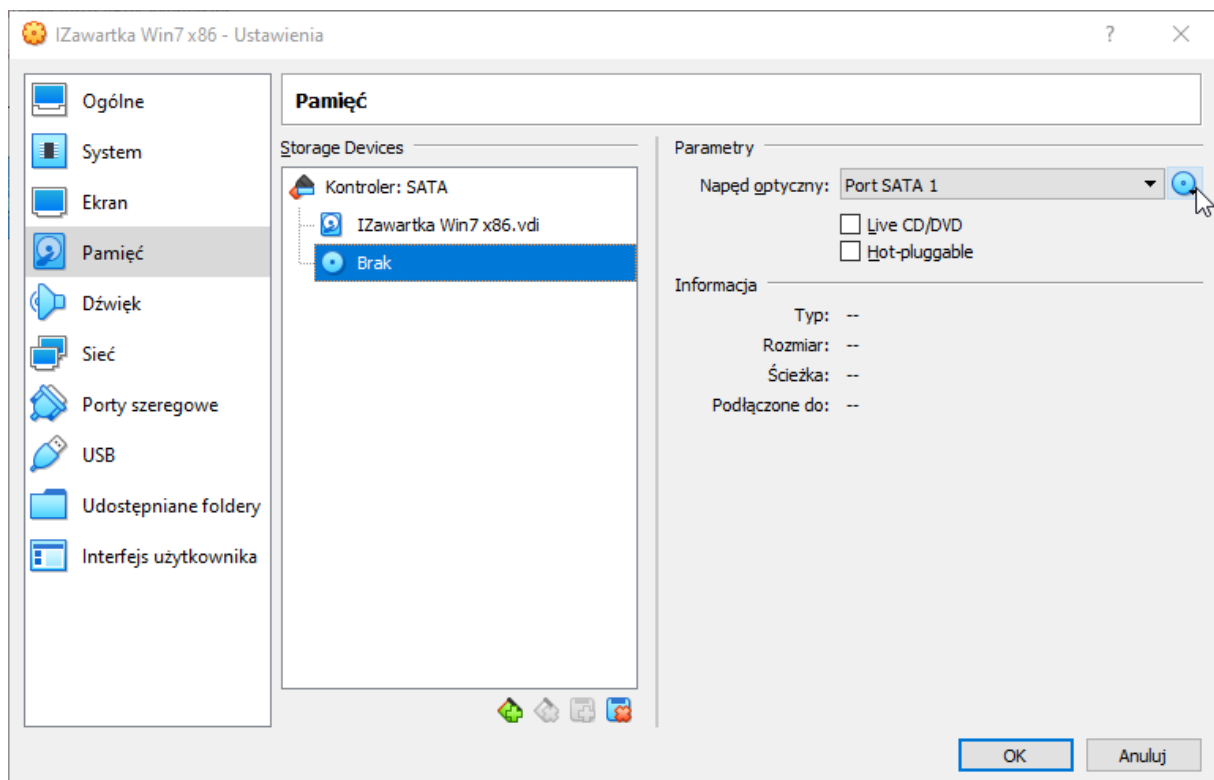 IZawartka Win7 x86 - Ustawienia
Ogólne
System
Ekran
Pamięć
Dźwięk
Sieć
Porty szeregowe
USB
Udostępniane foldery
Interfejs użytkownika
Pamięć
Storage Devices
Kontroler: SATA
IZawartka Win7 x86.vdi
Brak
Parametry
Napęd optyczny: Port SATA 1
Live CD/DVD
Hot-pluggable
Informacja
Typ: --
Rozmiar: --
Ścieżka: --
Podłączone do: --
OK Anuluj